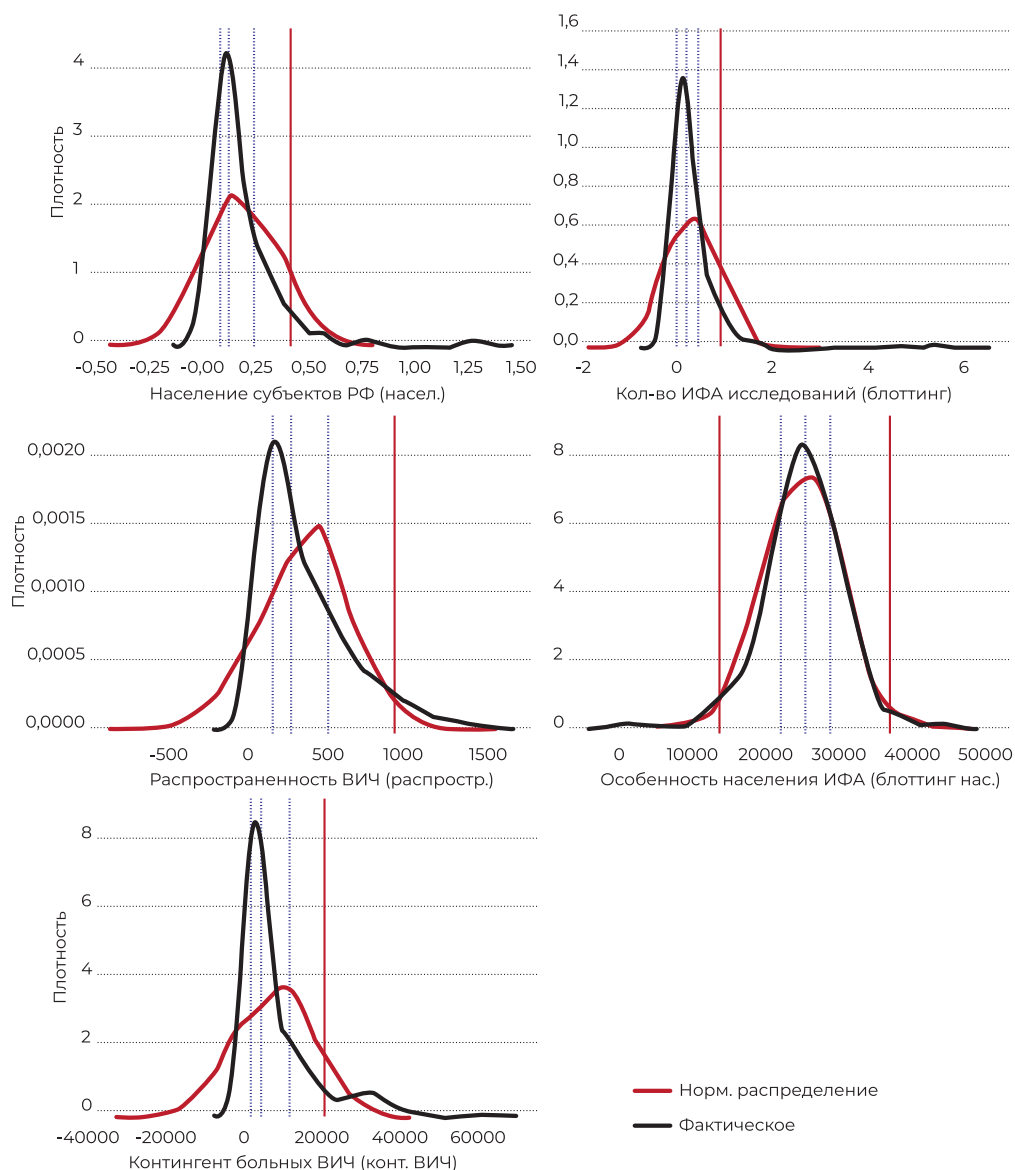 4
3
2
1
0
Плотность
-0,50 -0,25 -0,00 0,25 0,50 0,75 1,00 1,25 1,50
Население субъектов РФ (насел.)
1,6
1,4
1,2
1,0
0,8
0,6
0,4
0,2
0,0
-2 0 2 4 6
Кол-во ИФА исследований (блоттинг)
0,0020
0,0015
0,0010
0,0005
0,0000
Плотность
-500 0 500 1000 1500
Распространенность ВИЧ (распростр.)
8
6
4
2
0
0 10000 20000 30000 40000 50000
Особенность населения ИФА (блоттинг нас.)
8
6
4
2
0
Плотность
-40000 -20000 0 20000 40000 60000
Контингент больных ВИЧ (конт. ВИЧ)
Норм. распределение
Фактическое